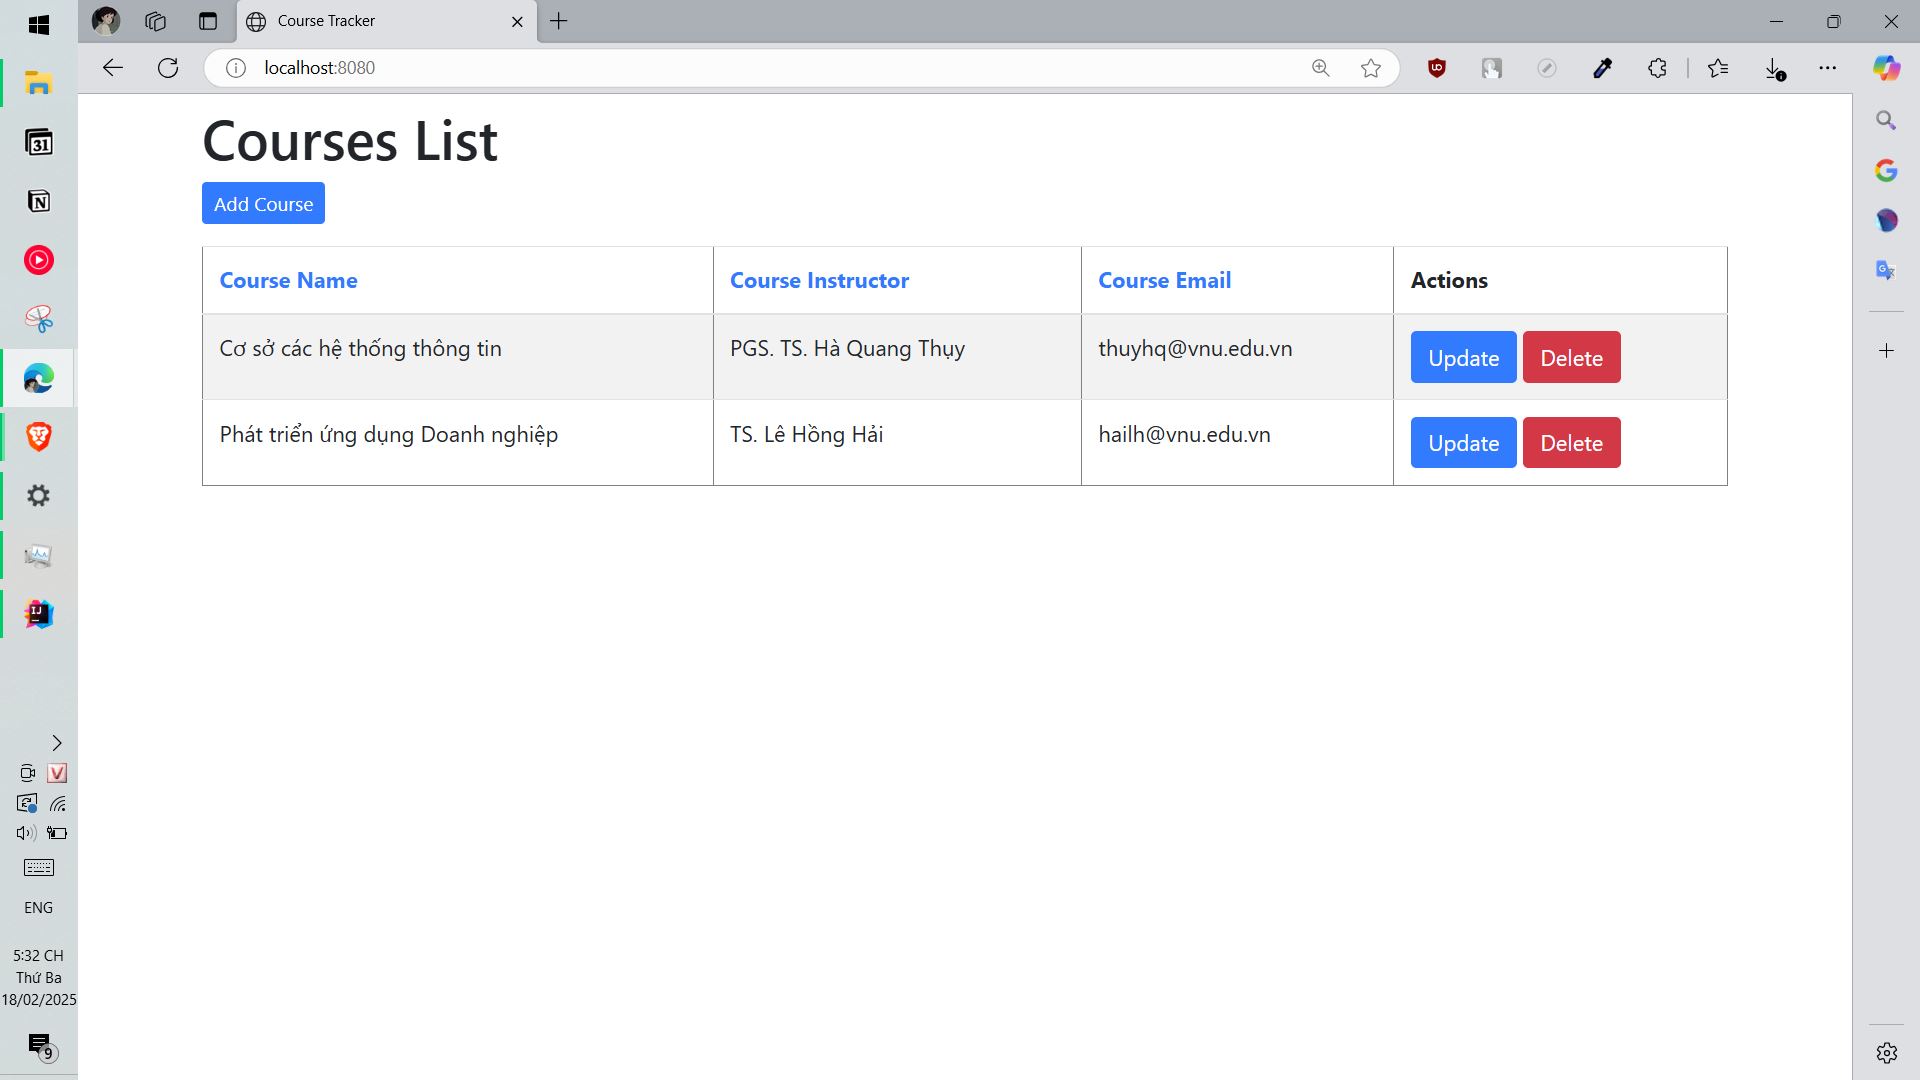 Course Tracker
localhost:8080
Courses List
Add Course
Course Name Course Instructor Course Email Actions
Cơ sở các hệ thống thông tin PGS. TS. Hà Quang Thụy thuyhq@vnu.edu.vn Update Delete
Phát triển ứng dụng Doanh nghiệp TS. Lê Hồng Hải hailh@vnu.edu.vn Update Delete
31
N
IJ
V
ENG
5:32 CH
Thứ Ba
18/02/2025
9